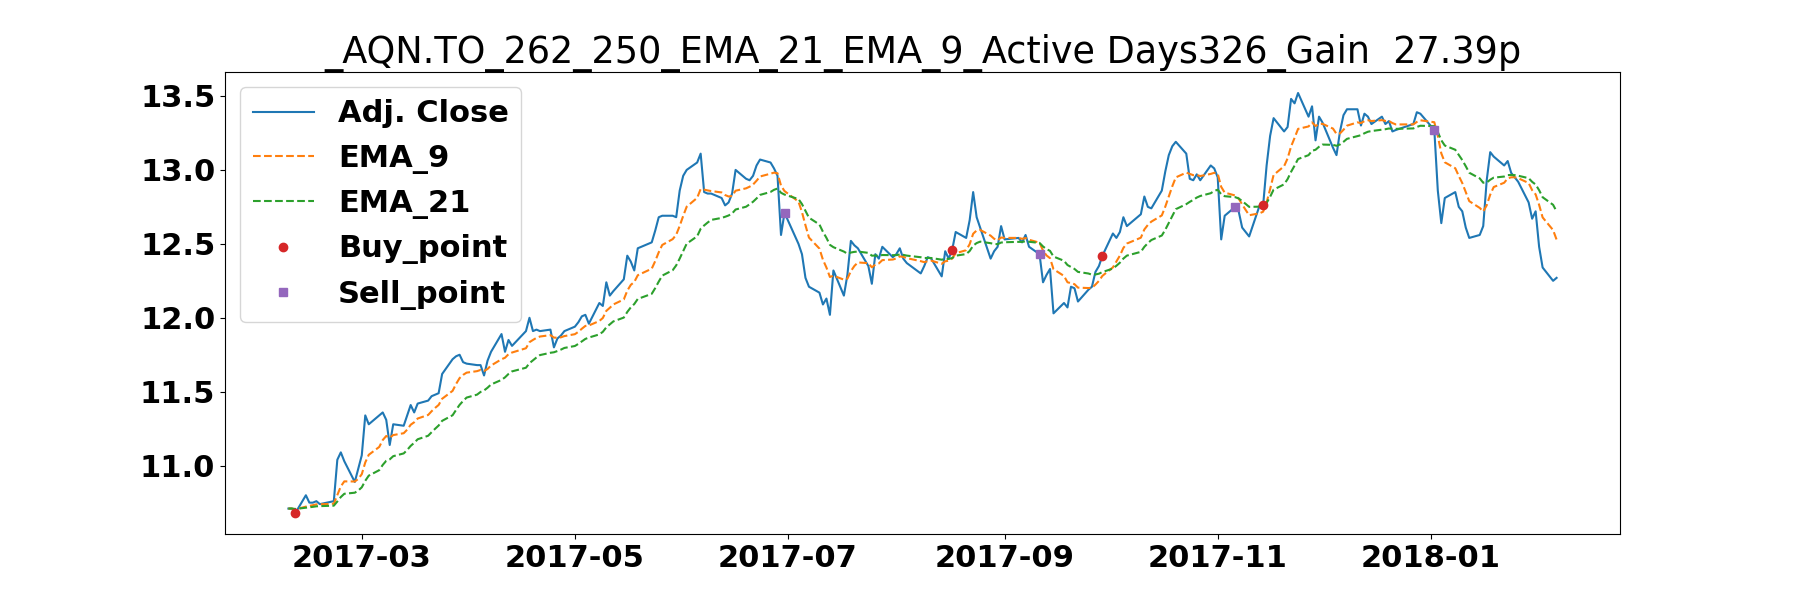 _AQN.TO_262_250_EMA_21_EMA_9_Active Days326_Gain  27.39p
13.5
13.0
12.5
12.0
11.5
11.0
Adj. Close
EMA_9
EMA_21
Buy_point
Sell_point
2017-03 2017-05 2017-07 2017-09 2017-11 2018-01